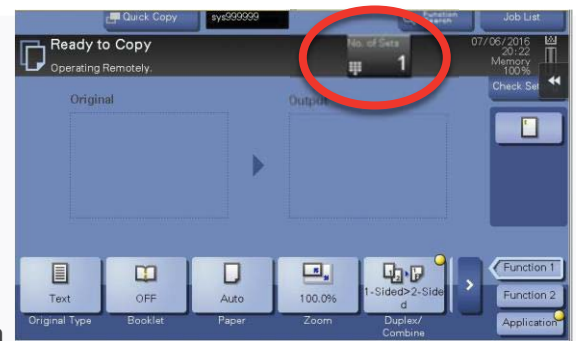 Quick Copy
sys999999
Function
Search
Job List
Ready to Copy
Operating Remotely.
No. of Sets
1
07/06/2016
20:22
Memory
100%
Check Set
Original
Output
Text
OFF
Auto
100.0%
1-Sided>2-Side
d
Function 1
Function 2
Application
Original Type
Booklet
Paper
Zoom
Duplex/
Combine